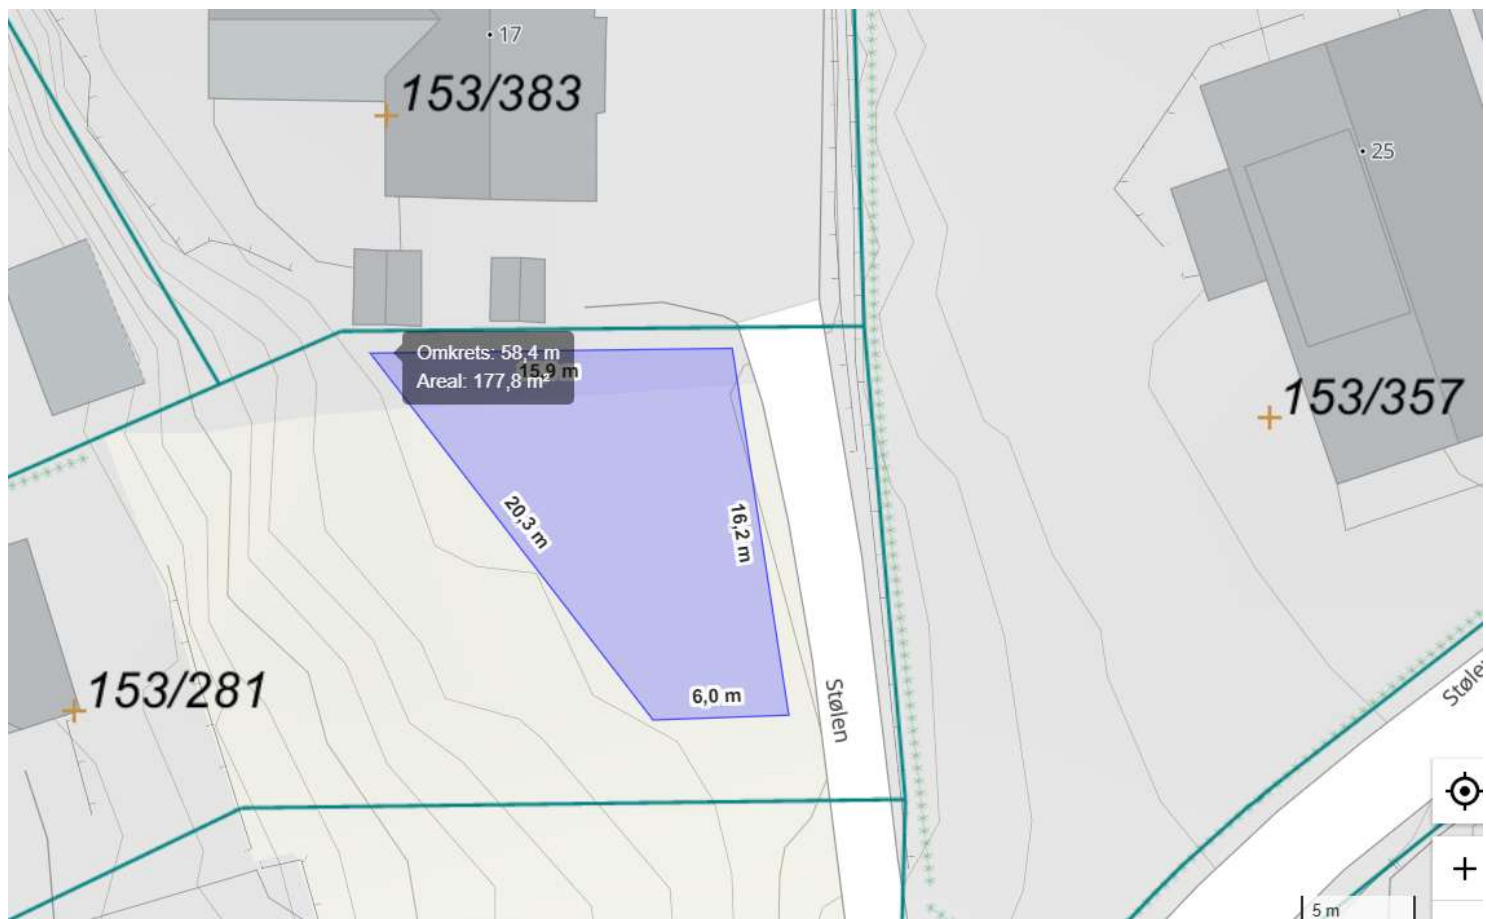 17
153/383
25
Omkrets: 58,4 m
15,9 m
Areal: 177,8 m²
153/357
20,3 m
16,2 m
153/281
6,0 m
Stølen
Støle
+
5 m